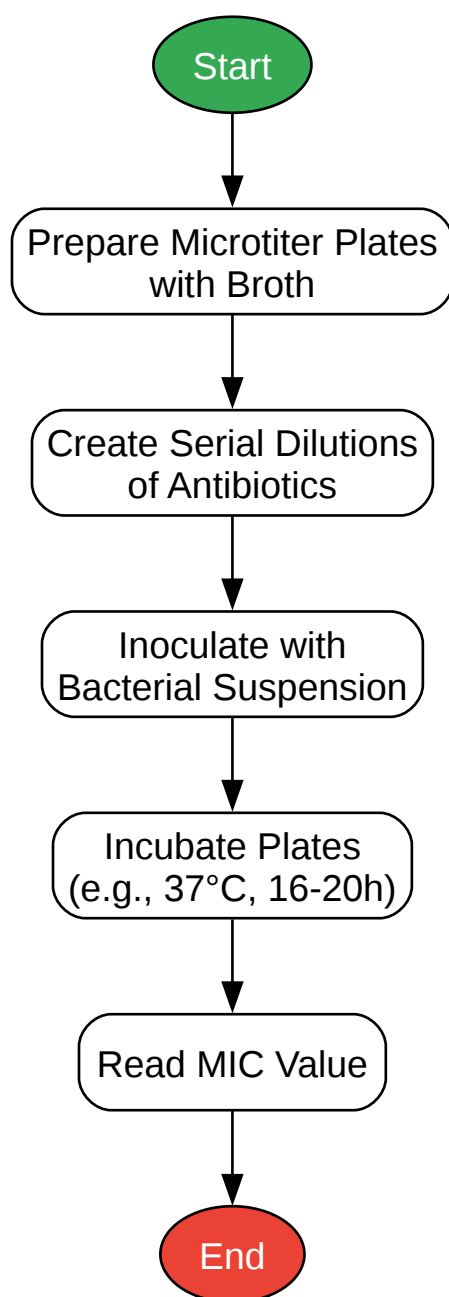 Start
Prepare Microtiter Plates
with Broth
Create Serial Dilutions
of Antibiotics
Inoculate with
Bacterial Suspension
Incubate Plates
(e.g., 37°C, 16-20h)
Read MIC Value
End